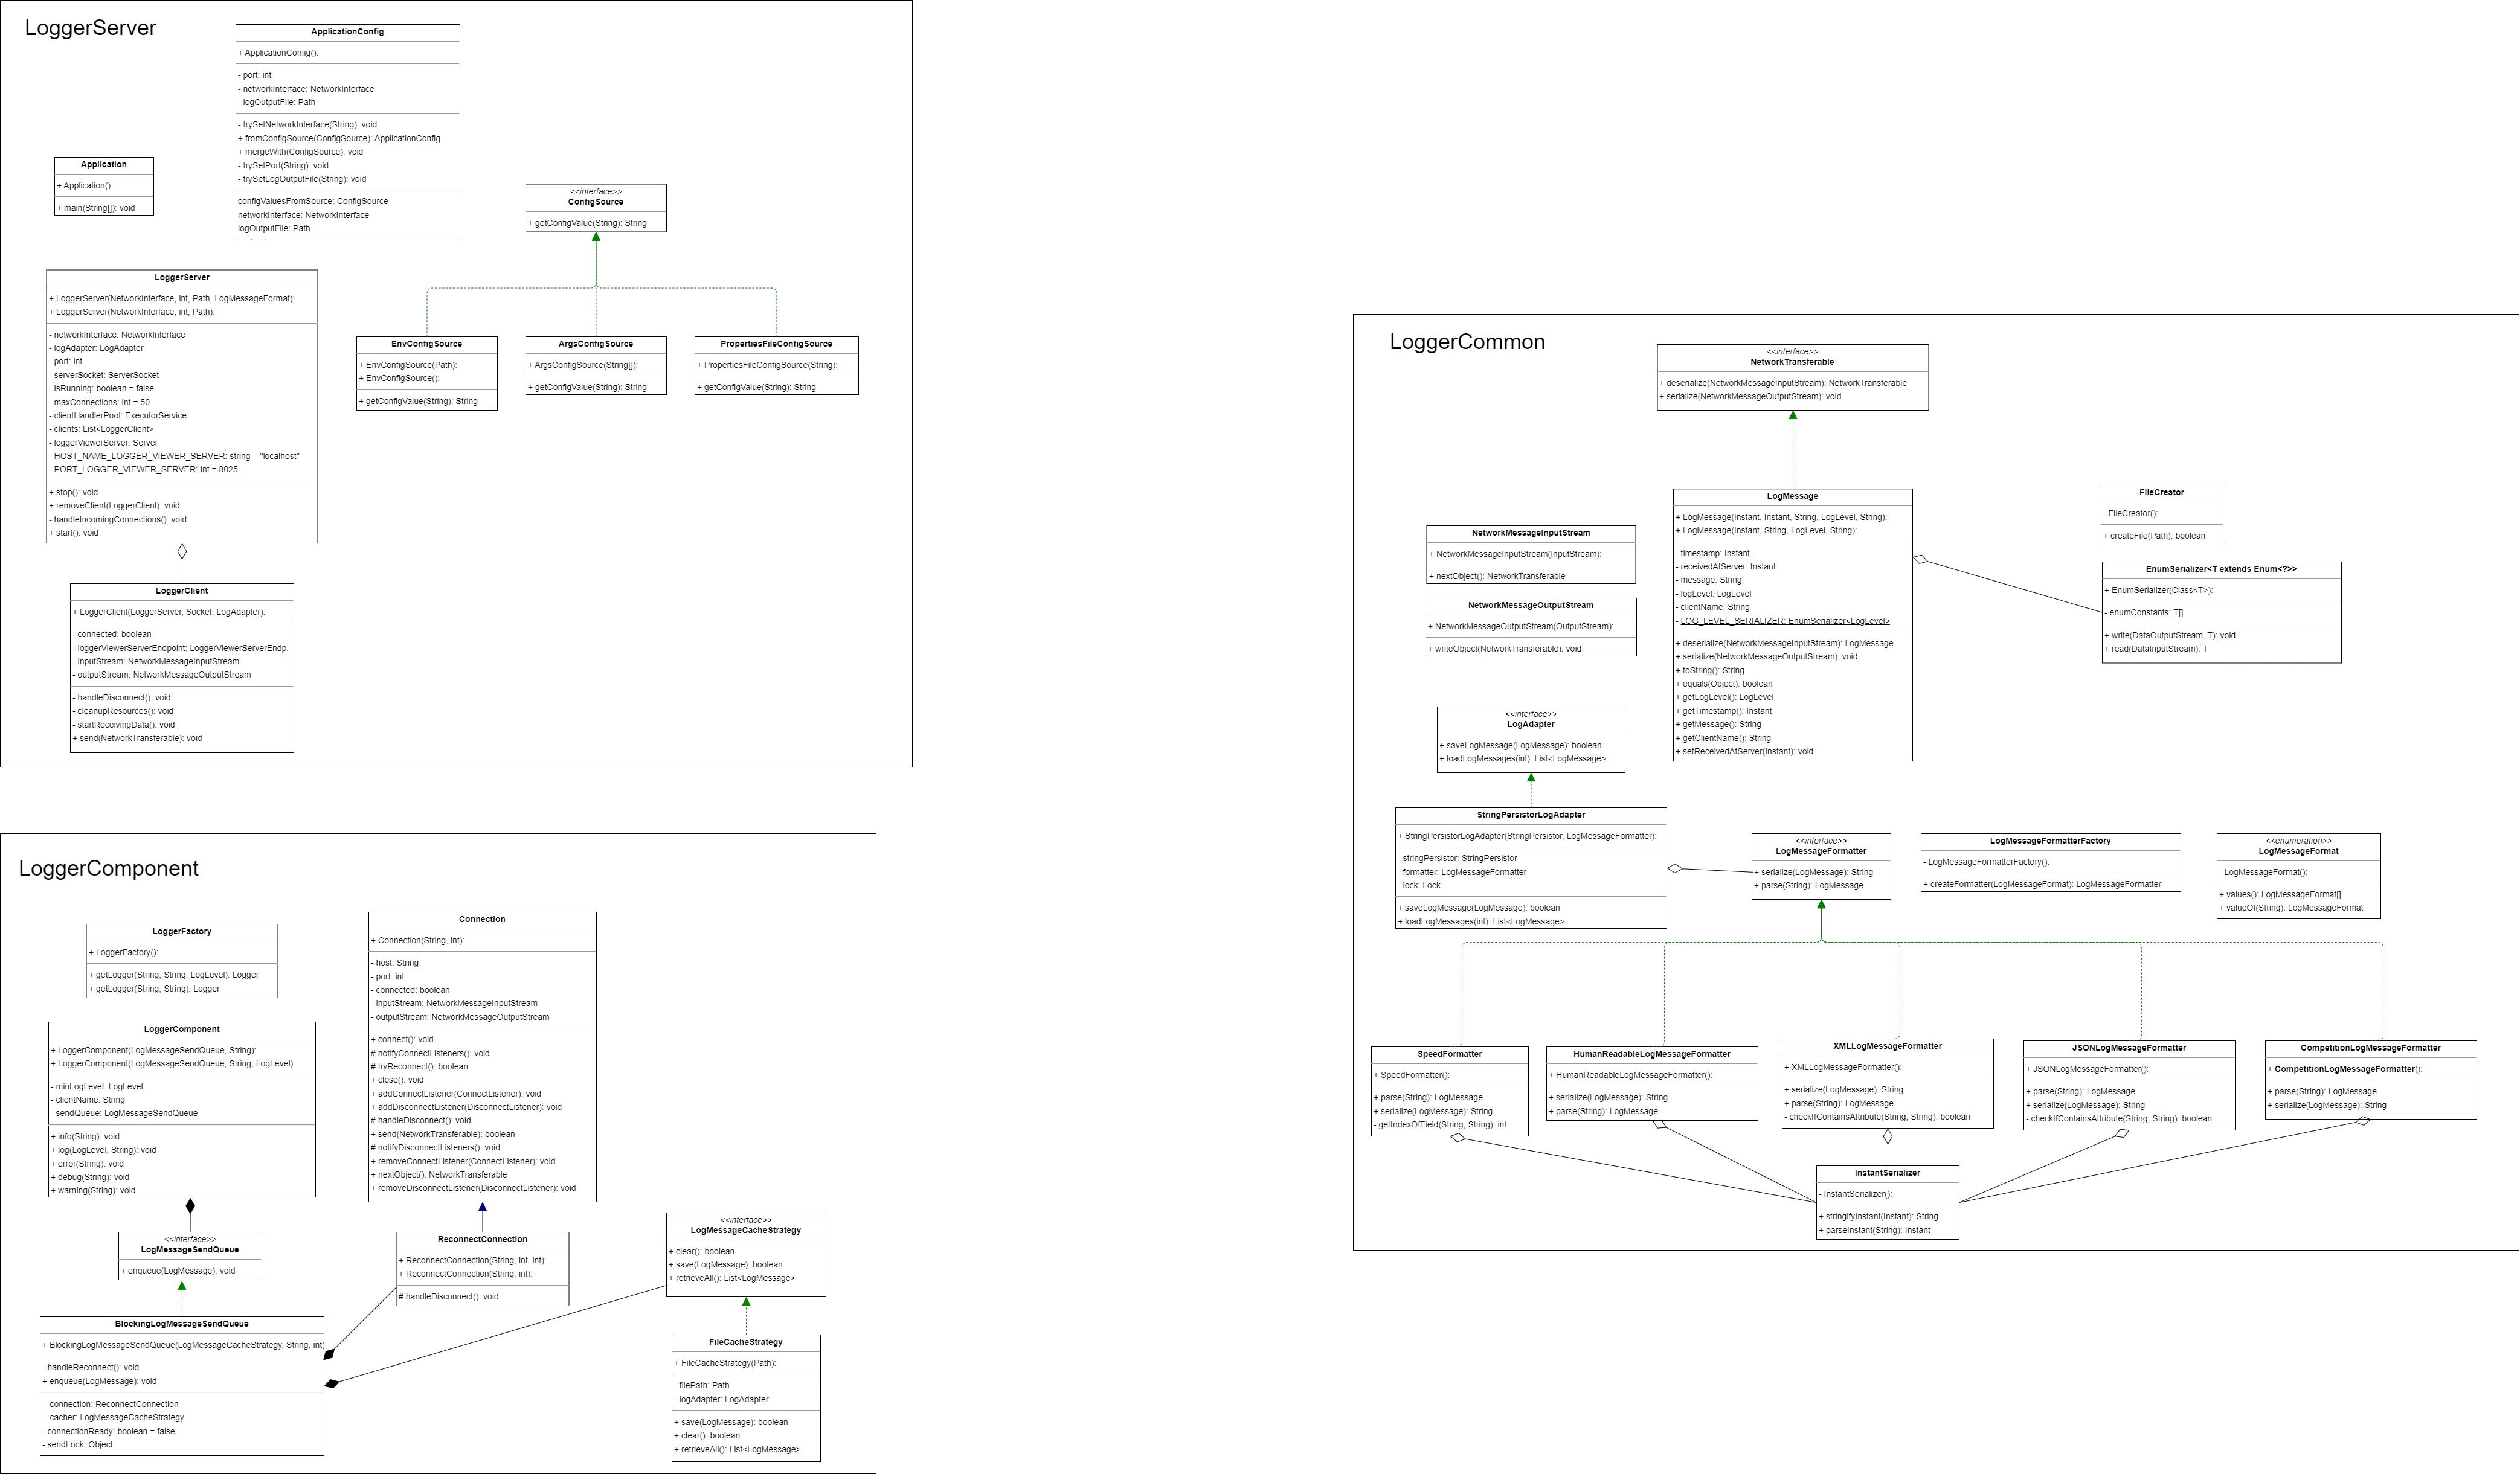 LoggerServer
ApplicationConfig
+ ApplicationConfig():
- port: int
- networkInterface: NetworkInterface
- logOutputFile: Path
- trySetNetworkInterface(String): void
+ fromConfigSource(ConfigSource): ApplicationConfig
+ mergeWith(ConfigSource): void
- trySetPort(String): void
- trySetLogOutputFile(String): void
configValuesFromSource: ConfigSource
networkInterface: NetworkInterface
logOutputFile: Path
Application
+ Application():
+ main(String[]): void
<<interface>>
ConfigSource
+ getConfigValue(String): String
LoggerServer
+ LoggerServer(NetworkInterface, int, Path, LogMessageFormat):
+ LoggerServer(NetworkInterface, int, Path):
- networkInterface: NetworkInterface
- logAdapter: LogAdapter
- port: int
- serverSocket: ServerSocket
- isRunning: boolean = false
- maxConnections: int = 50
- clientHandlerPool: ExecutorService
- clients: List<LoggerClient>
- loggerViewerServer: Server
- HOST_NAME_LOGGER_VIEWER_SERVER: string = "localhost"
- PORT_LOGGER_VIEWER_SERVER: int = 8025
+ stop(): void
+ removeClient(LoggerClient): void
- handleIncomingConnections(): void
+ start(): void
EnvConfigSource
+ EnvConfigSource(Path):
+ EnvConfigSource():
+ getConfigValue(String): String
ArgsConfigSource
+ ArgsConfigSource(String[]):
+ getConfigValue(String): String
PropertiesFileConfigSource
+ PropertiesFileConfigSource(String):
+ getConfigValue(String): String
LoggerClient
+ LoggerClient(LoggerServer, Socket, LogAdapter):
- connected: boolean
- loggerViewerServerEndpoint: LoggerViewerServerEndp.
- inputStream: NetworkMessageInputStream
- outputStream: NetworkMessageOutputStream
- handleDisconnect(): void
- cleanupResources(): void
- startReceivingData(): void
+ send(NetworkTransferable): void
LoggerComponent
LoggerFactory
+ LoggerFactory():
+ getLogger(String, String, LogLevel): Logger
+ getLogger(String, String): Logger
LoggerComponent
+ LoggerComponent(LogMessageSendQueue, String):
+ LoggerComponent(LogMessageSendQueue, String, LogLevel):
- minLogLevel: LogLevel
- clientName: String
- sendQueue: LogMessageSendQueue
+ info(String): void
+ log(LogLevel, String): void
+ error(String): void
+ debug(String): void
+ warning(String): void
Connection
+ Connection(String, int):
- host: String
- port: int
- connected: boolean
- inputStream: NetworkMessageInputStream
- outputStream: NetworkMessageOutputStream
+ connect(): void
# notifyConnectListeners(): void
# tryReconnect(): boolean
+ close(): void
+ addConnectListener(ConnectListener): void
+ addDisconnectListener(DisconnectListener): void
# handleDisconnect(): void
+ send(NetworkTransferable): boolean
# notifyDisconnectListeners(): void
+ removeConnectListener(ConnectListener): void
+ nextObject(): NetworkTransferable
+ removeDisconnectListener(DisconnectListener): void
<<interface>>
LogMessageSendQueue
+ enqueue(LogMessage): void
ReconnectConnection
+ ReconnectConnection(String, int, int):
+ ReconnectConnection(String, int):
# handleDisconnect(): void
<<interface>>
LogMessageCacheStrategy
+ clear(): boolean
+ save(LogMessage): boolean
+ retrieveAll(): List<LogMessage>
BlockingLogMessageSendQueue
+ BlockingLogMessageSendQueue(LogMessageCacheStrategy, String, int
- handleReconnect(): void
+ enqueue(LogMessage): void
- connection: ReconnectConnection
- cacher: LogMessageCacheStrategy
- connectionReady: boolean = false
- sendLock: Object
FileCacheStrategy
+ FileCacheStrategy(Path):
- filePath: Path
- logAdapter: LogAdapter
+ save(LogMessage): boolean
+ clear(): boolean
+ retrieveAll(): List<LogMessage>
LoggerCommon
<<interface>>
NetworkTransferable
+ deserialize(NetworkMessageInputStream): NetworkTransferable
+ serialize(NetworkMessageOutputStream): void
NetworkMessageInputStream
+ NetworkMessageInputStream(InputStream):
+ nextObject(): NetworkTransferable
NetworkMessageOutputStream
+ NetworkMessageOutputStream(OutputStream):
+ writeObject(NetworkTransferable): void
LogMessage
+ LogMessage(Instant, Instant, String, LogLevel, String):
+ LogMessage(Instant, String, LogLevel, String):
- timestamp: Instant
- receivedAtServer: Instant
- message: String
- logLevel: LogLevel
- clientName: String
- LOG_LEVEL_SERIALIZER: EnumSerializer<LogLevel>
+ deserialize(NetworkMessageInputStream): LogMessage
+ serialize(NetworkMessageOutputStream): void
+ toString(): String
+ equals(Object): boolean
+ getLogLevel(): LogLevel
+ getTimestamp(): Instant
+ getMessage(): String
+ getClientName(): String
+ setReceivedAtServer(Instant): void
FileCreator
- FileCreator():
+ createFile(Path): boolean
EnumSerializer<T extends Enum<?>>
+ EnumSerializer(Class<T>):
- enumConstants: T[]
+ write(DataOutputStream, T): void
+ read(DataInputStream): T
<<interface>>
LogAdapter
+ saveLogMessage(LogMessage): boolean
+ loadLogMessages(int): List<LogMessage>
StringPersistorLogAdapter
+ StringPersistorLogAdapter(StringPersistor, LogMessageFormatter):
- stringPersistor: StringPersistor
- formatter: LogMessageFormatter
- lock: Lock
+ saveLogMessage(LogMessage): boolean
+ loadLogMessages(int): List<LogMessage>
<<interface>>
LogMessageFormatter
+ serialize(LogMessage): String
+ parse(String): LogMessage
LogMessageFormatterFactory
- LogMessageFormatterFactory():
+ createFormatter(LogMessageFormat): LogMessageFormatter
<<enumeration>>
LogMessageFormat
- LogMessageFormat():
+ values(): LogMessageFormat[]
+ valueOf(String): LogMessageFormat
SpeedFormatter
+ SpeedFormatter():
+ parse(String): LogMessage
+ serialize(LogMessage): String
- getIndexOfField(String, String): int
HumanReadableLogMessageFormatter
+ HumanReadableLogMessageFormatter():
+ serialize(LogMessage): String
+ parse(String): LogMessage
XMLLogMessageFormatter
+ XMLLogMessageFormatter():
+ serialize(LogMessage): String
+ parse(String): LogMessage
- checkIfContainsAttribute(String, String): boolean
JSONLogMessageFormatter
+ JSONLogMessageFormatter():
+ parse(String): LogMessage
+ serialize(LogMessage): String
- checkIfContainsAttribute(String, String): boolean
CompetitionLogMessageFormatter
+ CompetitionLogMessageFormatter():
+ parse(String): LogMessage
+ serialize(LogMessage): String
InstantSerializer
- InstantSerializer():
+ stringifyInstant(Instant): String
+ parseInstant(String): Instant